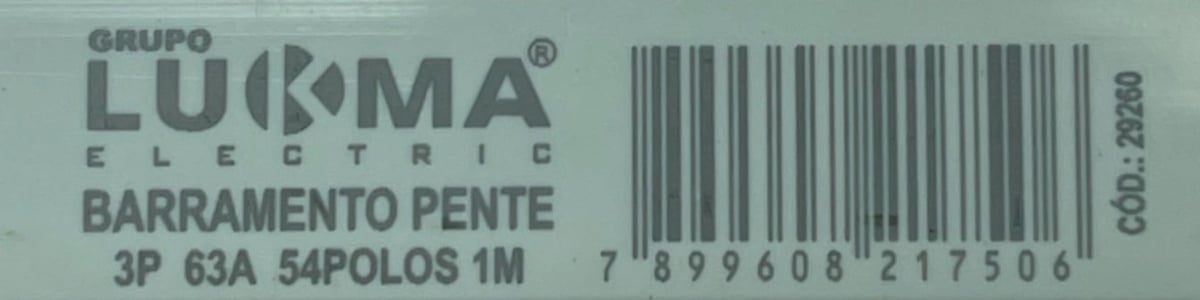 GRUPO
LUKMA®
ELECTRIC
BARRAMENTO PENTE
3P 63A 54POLOS 1M
7 899608 217506
CÓD.: 29260